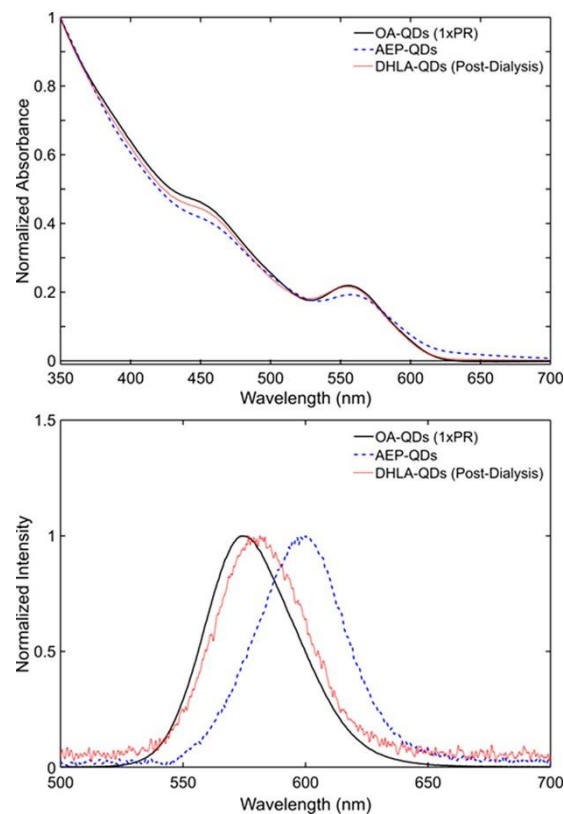 1
0.8
0.6
0.4
0.2
0
Normalized Absorbance
OA-QDs (1xPR)
AEP-QDs
DHLA-QDs (Post-Dialysis)
350 400 450 500 550 600 650 700
Wavelength (nm)
1.5
1
0.5
0
Normalized Intensity
OA-QDs (1xPR)
AEP-QDs
DHLA-QDs (Post-Dialysis)
500 550 600 650 700
Wavelength (nm)